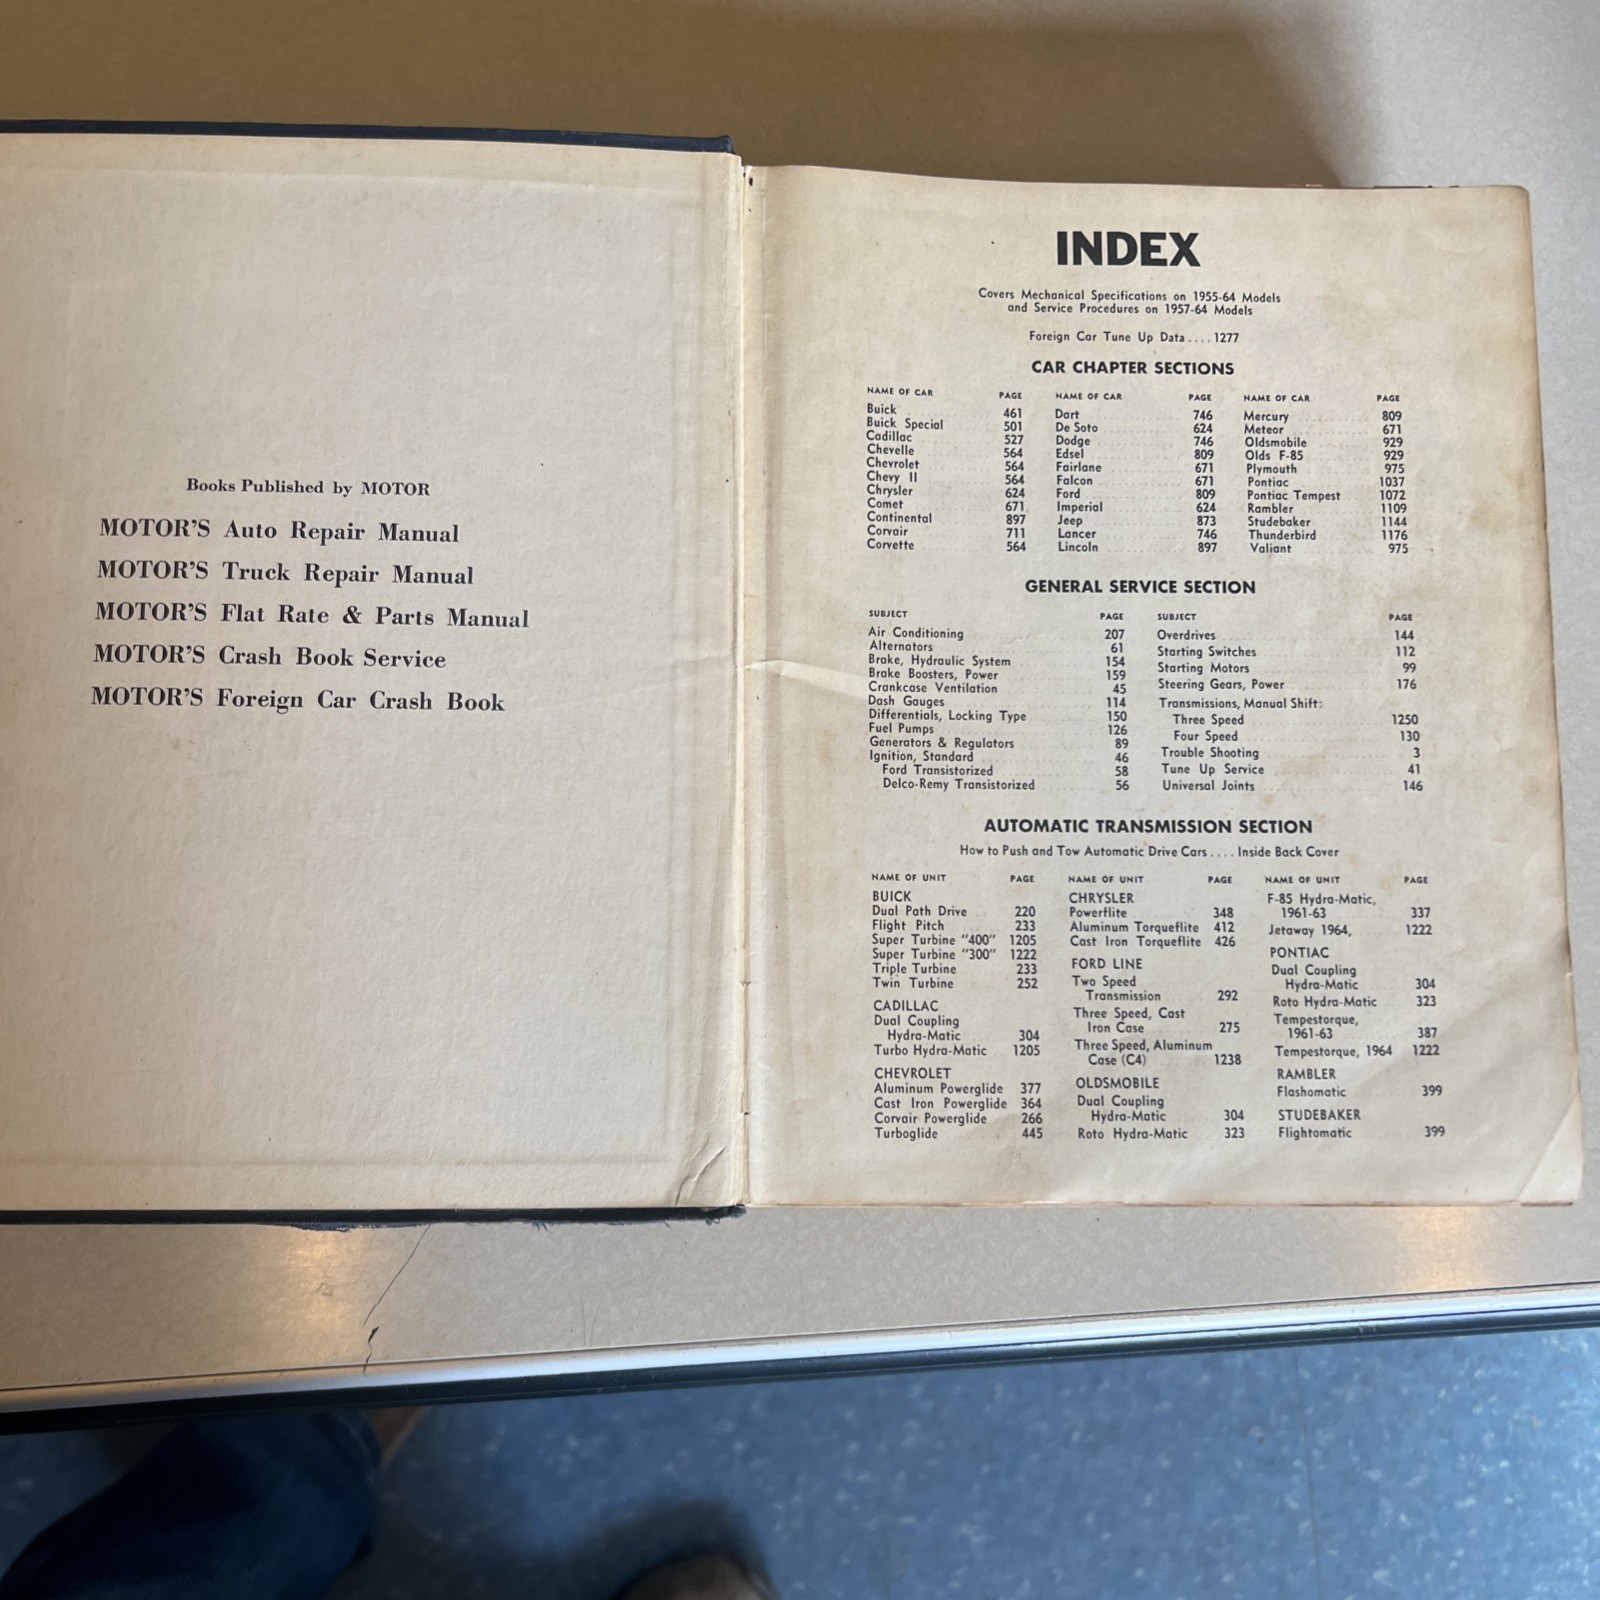 Books Published by MOTOR
MOTOR'S Auto Repair Manual
MOTOR'S Truck Repair Manual
MOTOR'S Flat Rate & Parts Manual
MOTOR'S Crash Book Service
MOTOR'S Foreign Car Crash Book
INDEX
Covers Mechanical Specifications on 1955-64 Models
and Service Procedures on 1957-64 Models
Foreign Car Tune Up Data....1277
CAR CHAPTER SECTIONS
NAME OF CAR PAGE
Buick 461
Buick Special 501
Cadillac 527
Chevelle 564
Chevrolet 564
Chevy II 564
Chrysler 624
Comet 671
Continental 897
Corvair 711
Corvette 564
NAME OF CAR PAGE
Dart 746
De Soto 624
Dodge 746
Edsel 809
Fairlane 671
Falcon 671
Ford 809
Imperial 624
Jeep 873
Lancer 746
Lincoln 897
NAME OF CAR PAGE
Mercury 809
Meteor 671
Oldsmobile 929
Olds F-85 929
Plymouth 975
Pontiac 1037
Pontiac Tempest 1072
Rambler 1109
Studebaker 1144
Thunderbird 1176
Valiant 975
GENERAL SERVICE SECTION
SUBJECT PAGE
Air Conditioning 207
Alternators 61
Brake, Hydraulic System 154
Brake Boosters, Power 159
Crankcase Ventilation 45
Dash Gauges 114
Differentials, Locking Type 150
Fuel Pumps 126
Generators & Regulators 89
Ignition, Standard 46
Ford Transistorized 58
Delco-Remy Transistorized 56
SUBJECT PAGE
Overdrives 144
Starting Switches 112
Starting Motors 99
Steering Gears, Power 176
Transmissions, Manual Shift:
Three Speed 1250
Four Speed 130
Trouble Shooting 3
Tune Up Service 41
Universal Joints 146
AUTOMATIC TRANSMISSION SECTION
How to Push and Tow Automatic Drive Cars....Inside Back Cover
NAME OF UNIT PAGE
BUICK
Dual Path Drive 220
Flight Pitch 233
Super Turbine "400" 1205
Super Turbine "300" 1222
Triple Turbine 233
Twin Turbine 252
CADILLAC
Dual Coupling
Hydra-Matic 304
Turbo Hydra-Matic 1205
CHEVROLET
Aluminum Powerglide 377
Cast Iron Powerglide 364
Corvair Powerglide 266
Turboglide 445
NAME OF UNIT PAGE
CHRYSLER
Powerflite 348
Aluminum Torqueflite 412
Cast Iron Torqueflite 426
FORD LINE
Two Speed
Transmission 292
Three Speed, Cast
Iron Case 275
Three Speed, Aluminum
Case (C4) 1238
OLDSMOBILE
Dual Coupling
Hydra-Matic 304
Roto Hydra-Matic 323
NAME OF UNIT PAGE
F-85 Hydra-Matic,
1961-63 337
Jetaway 1964, 1222
PONTIAC
Dual Coupling
Hydra-Matic 304
Roto Hydra-Matic 323
Tempestorque,
1961-63 387
Tempestorque, 1964 1222
RAMBLER
Flashomatic 399
STUDEBAKER
Flightomatic 399